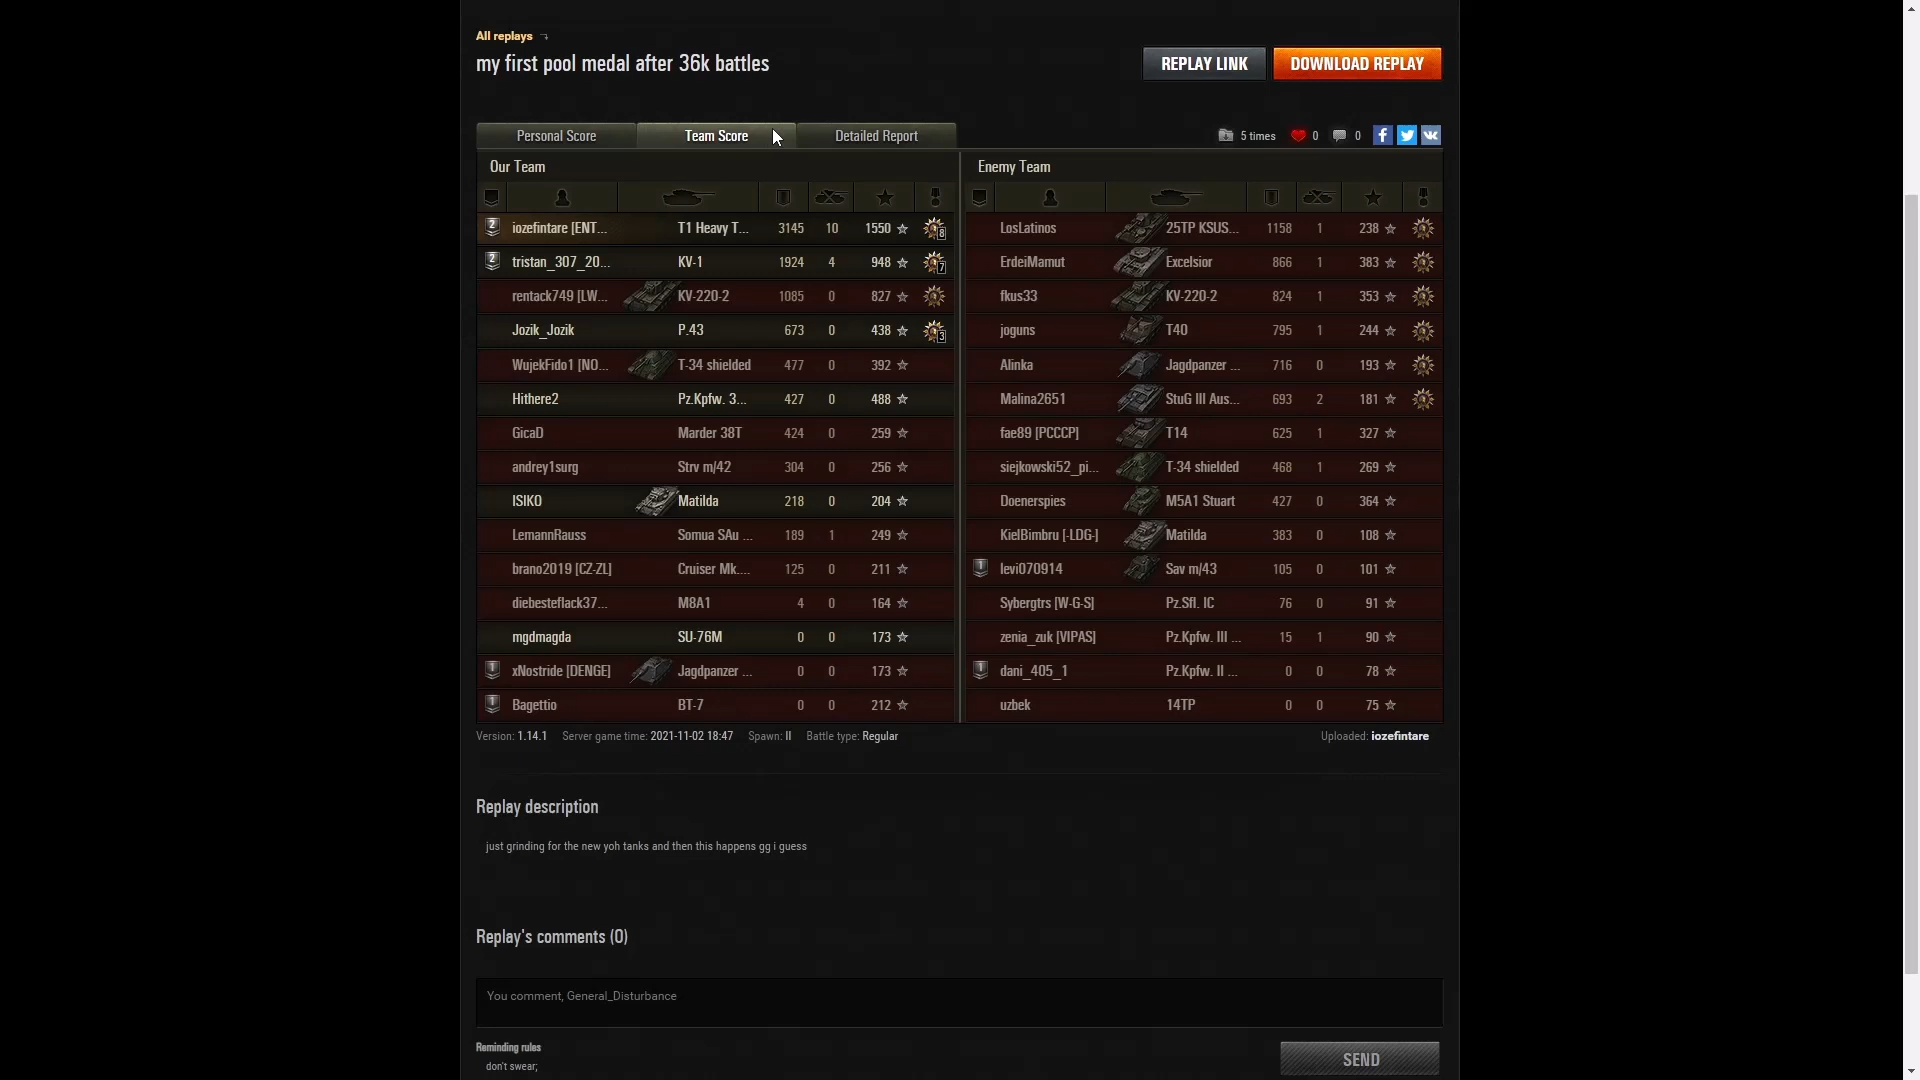 All replays
my first pool medal after 36k battles
REPLAY LINK
DOWNLOAD REPLAY
Personal Score
Team Score
Detailed Report
5 times
0
0
Our Team
2 iozefintare [ENT... T1 Heavy T... 3145 10 1550 8
2 tristan_307_20... KV-1 1924 4 948 7
rentack749 [LW... KV-220-2 1085 0 827
Jozik_Jozik P.43 673 0 438 3
WujekFido1 [NO... T-34 shielded 477 0 392
Hithere2 Pz.Kpfw. 3... 427 0 488
GicaD Marder 38T 424 0 259
andrey1surg Strv m/42 304 0 256
ISIKO Matilda 218 0 204
LemannRauss Somua SAu ... 189 1 249
brano2019 [CZ-ZL] Cruiser Mk.... 125 0 211
diebesteflack37... M8A1 4 0 164
mgdmagda SU-76M 0 0 173
1 xNostride [DENGE] Jagdpanzer ... 0 0 173
1 Bagettio BT-7 0 0 212
Enemy Team
LosLatinos 25TP KSUS... 1158 1 238
ErdeiMamut Excelsior 866 1 383
fkus33 KV-220-2 824 1 353
joguns T40 795 1 244
Alinka Jagdpanzer ... 716 0 193
Malina2651 StuG III Aus... 693 2 181
fae89 [PCCCP] T14 625 1 327
siejkowski52_pi... T-34 shielded 468 1 269
Doenerspies M5A1 Stuart 427 0 364
KielBimbru [-LDG-] Matilda 383 0 108
1 levi070914 Sav m/43 105 0 101
Sybergtrs [W-G-S] Pz.Sfl. IC 76 0 91
zenia_zuk [VIPAS] Pz.Kpfw. III ... 15 1 90
1 dani_405_1 Pz.Kpfw. II ... 0 0 78
uzbek 14TP 0 0 75
Version: 1.14.1 Server game time: 2021-11-02 18:47 Spawn: II Battle type: Regular
Uploaded: iozefintare
Replay description
just grinding for the new yoh tanks and then this happens gg i guess
Replay's comments (0)
You comment, General_Disturbance
Reminding rules
don't swear;
SEND